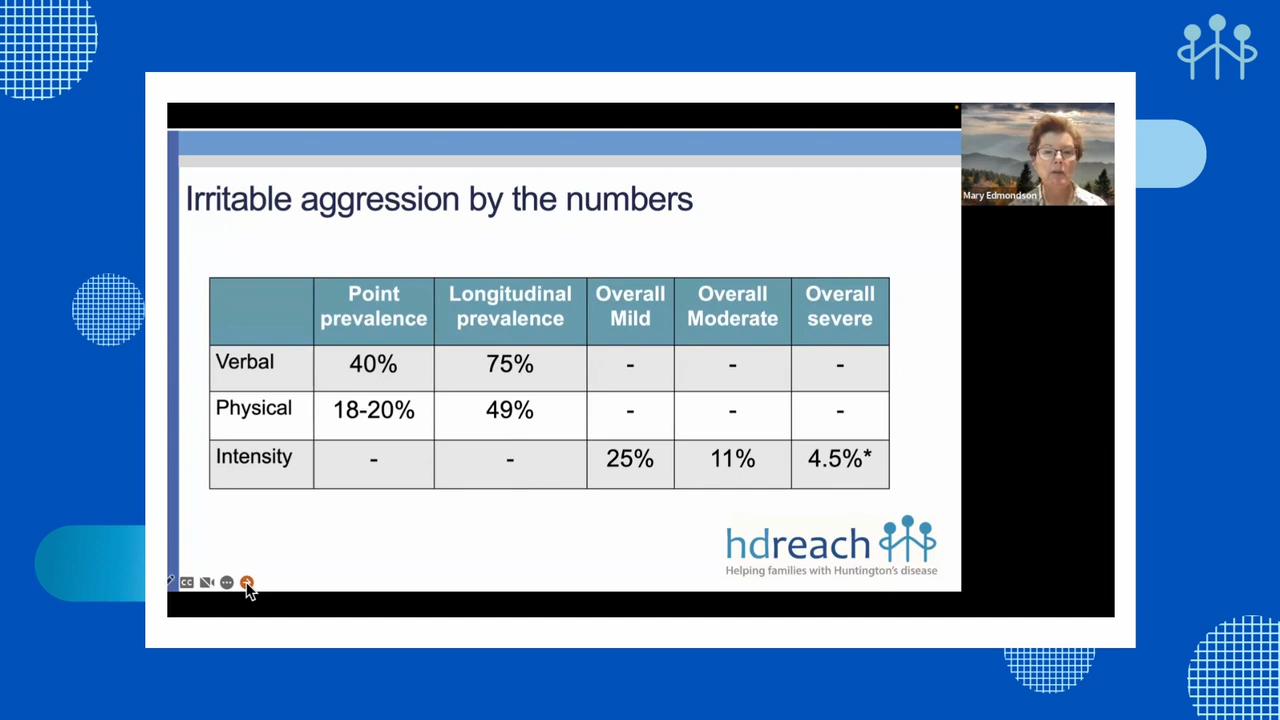 Mary Edmondson
Irritable aggression by the numbers
Point prevalence Longitudinal prevalence Overall Mild Overall Moderate Overall severe
Verbal 40% 75% - - -
Physical 18-20% 49% - - -
Intensity - - 25% 11% 4.5%*
hdreach
Helping families with Huntington's disease
CC